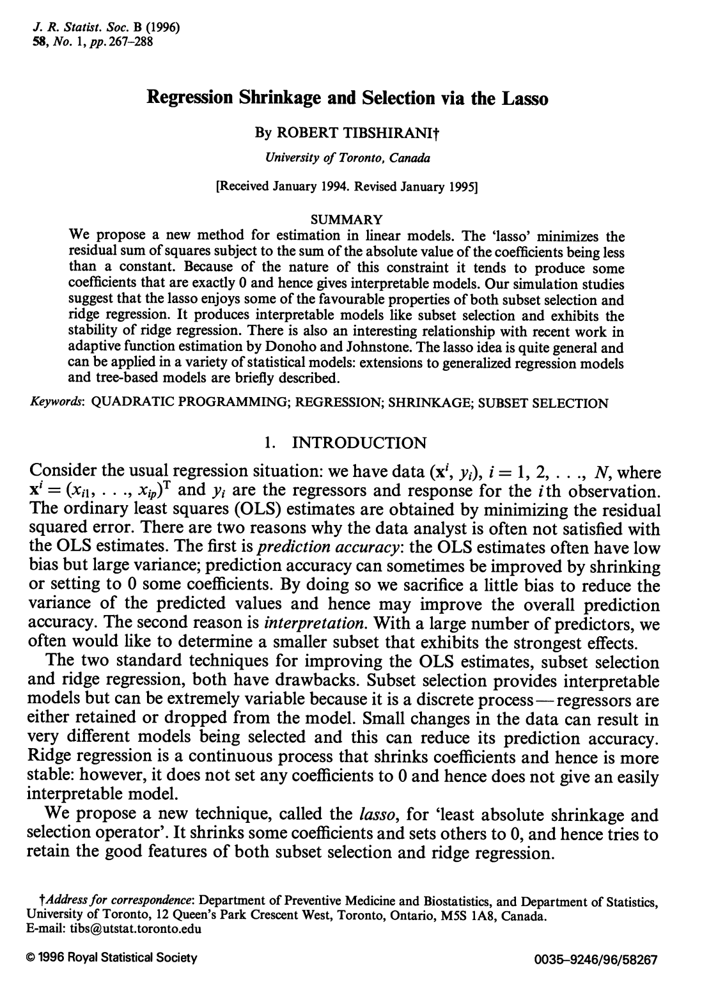 J. R. Statist. Soc. B (1996)
58, No. 1, pp. 267–288
Regression Shrinkage and Selection via the Lasso
By ROBERT TIBSHIRANI†
University of Toronto, Canada
[Received January 1994. Revised January 1995]
SUMMARY
We propose a new method for estimation in linear models. The ‘lasso’ minimizes the
residual sum of squares subject to the sum of the absolute value of the coefficients being less
than a constant. Because of the nature of this constraint it tends to produce some
coefficients that are exactly 0 and hence gives interpretable models. Our simulation studies
suggest that the lasso enjoys some of the favourable properties of both subset selection and
ridge regression. It produces interpretable models like subset selection and exhibits the
stability of ridge regression. There is also an interesting relationship with recent work in
adaptive function estimation by Donoho and Johnstone. The lasso idea is quite general and
can be applied in a variety of statistical models: extensions to generalized regression models
and tree-based models are briefly described.
Keywords: QUADRATIC PROGRAMMING; REGRESSION; SHRINKAGE; SUBSET SELECTION
1. INTRODUCTION
Consider the usual regression situation: we have data (xⁱ, yᵢ), i = 1, 2, . . ., N, where
xⁱ = (xᵢ₁, . . ., xᵢₚ)ᵀ and yᵢ are the regressors and response for the ith observation.
The ordinary least squares (OLS) estimates are obtained by minimizing the residual
squared error. There are two reasons why the data analyst is often not satisfied with
the OLS estimates. The first is prediction accuracy: the OLS estimates often have low
bias but large variance; prediction accuracy can sometimes be improved by shrinking
or setting to 0 some coefficients. By doing so we sacrifice a little bias to reduce the
variance of the predicted values and hence may improve the overall prediction
accuracy. The second reason is interpretation. With a large number of predictors, we
often would like to determine a smaller subset that exhibits the strongest effects.
The two standard techniques for improving the OLS estimates, subset selection
and ridge regression, both have drawbacks. Subset selection provides interpretable
models but can be extremely variable because it is a discrete process—regressors are
either retained or dropped from the model. Small changes in the data can result in
very different models being selected and this can reduce its prediction accuracy.
Ridge regression is a continuous process that shrinks coefficients and hence is more
stable: however, it does not set any coefficients to 0 and hence does not give an easily
interpretable model.
We propose a new technique, called the lasso, for ‘least absolute shrinkage and
selection operator’. It shrinks some coefficients and sets others to 0, and hence tries to
retain the good features of both subset selection and ridge regression.
†Address for correspondence: Department of Preventive Medicine and Biostatistics, and Department of Statistics,
University of Toronto, 12 Queen’s Park Crescent West, Toronto, Ontario, M5S 1A8, Canada.
E-mail: tibs@utstat.toronto.edu
© 1996 Royal Statistical Society
0035–9246/96/58267